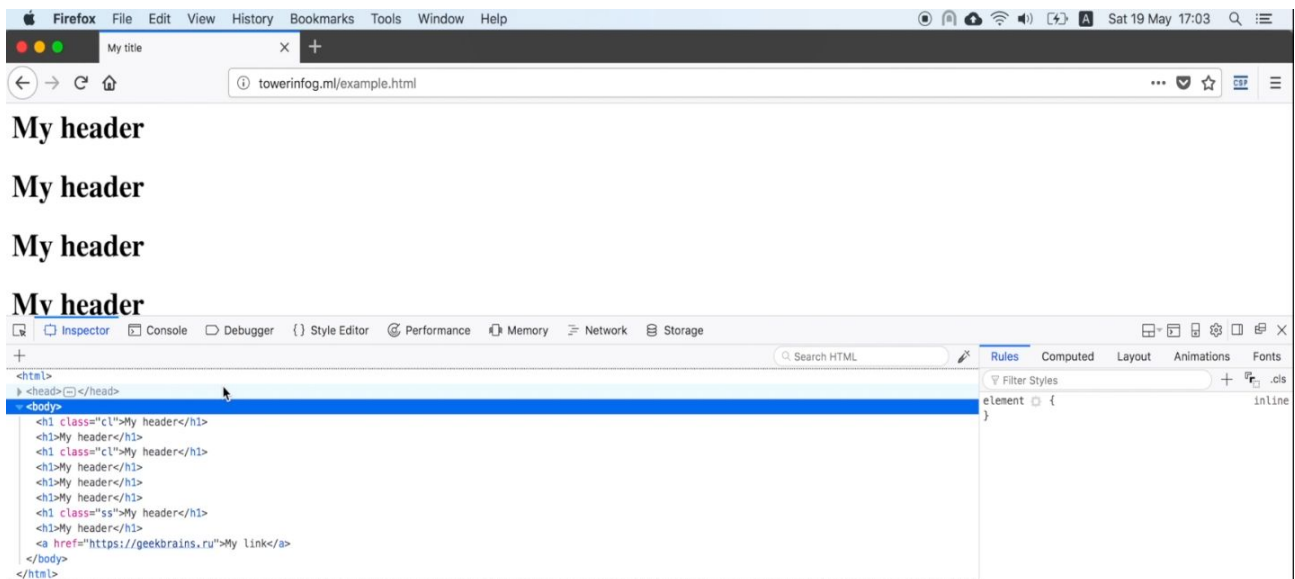 Firefox File Edit View History Bookmarks Tools Window Help A Sat 19 May 17:03
My title
towerinfog.ml/example.html CSP
My header
My header
My header
My header
Inspector Console Debugger {} Style Editor Performance Memory Network Storage
+ Search HTML Rules Computed Layout Animations Fonts
Filter Styles + .cls
<html>
<head></head>
<body>
<h1 class="cl">My header</h1>
<h1>My header</h1>
<h1 class="cl">My header</h1>
<h1>My header</h1>
<h1>My header</h1>
<h1>My header</h1>
<h1 class="ss">My header</h1>
<h1>My header</h1>
<a href="https://geekbrains.ru">My link</a>
</body>
</html>
element { inline
}